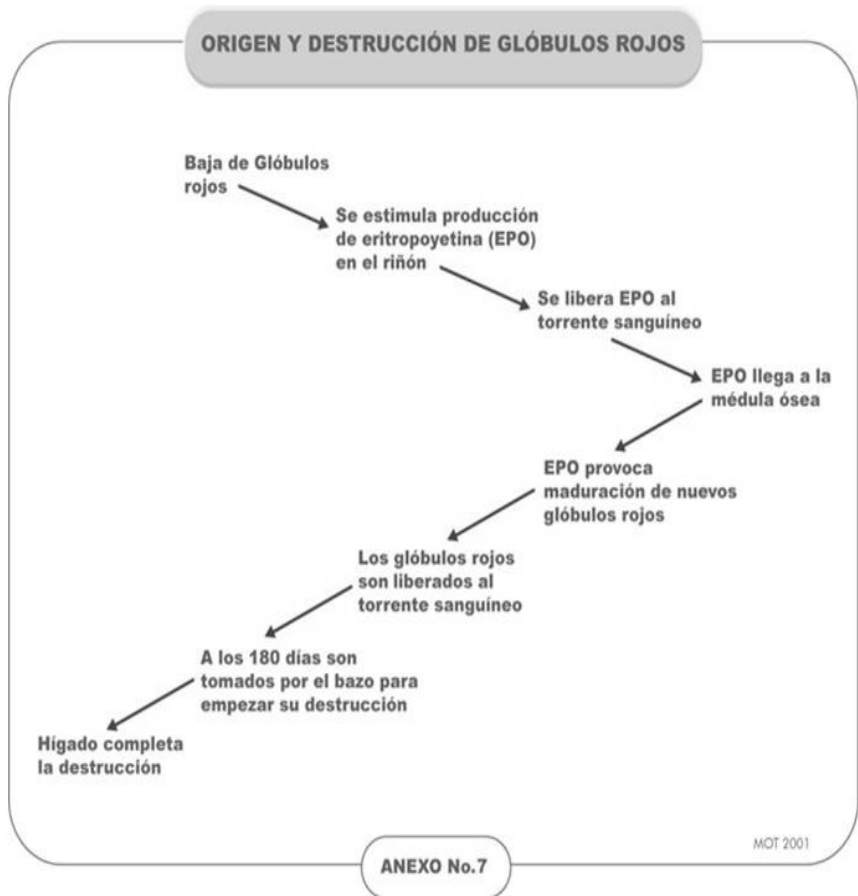 ORIGEN Y DESTRUCCIÓN DE GLÓBULOS ROJOS
Baja de Glóbulos
rojos
Se estimula producción
de eritropoyetina (EPO)
en el riñón
Se libera EPO al
torrente sanguíneo
EPO llega a la
médula ósea
EPO provoca
maduración de nuevos
glóbulos rojos
Los glóbulos rojos
son liberados al
torrente sanguíneo
A los 180 días son
tomados por el bazo para
empezar su destrucción
Hígado completa
la destrucción
MOT 2001
ANEXO No.7